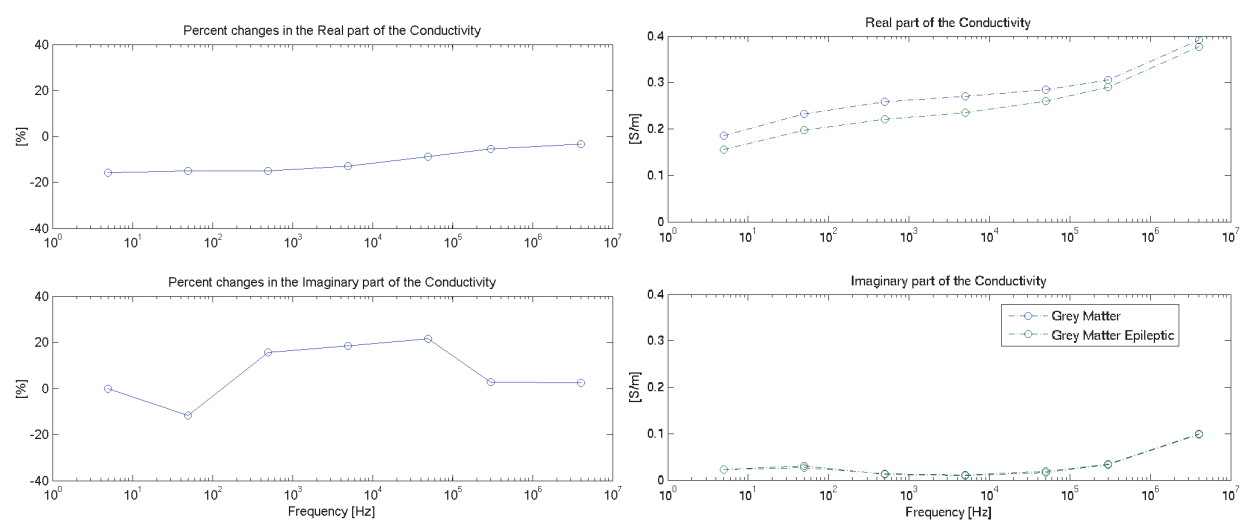 Percent changes in the Real part of the Conductivity
[%]
40
20
0
-20
-40
10^0 10^1 10^2 10^3 10^4 10^5 10^6 10^7
Real part of the Conductivity
[S/m]
0.4
0.3
0.2
0.1
0
10^0 10^1 10^2 10^3 10^4 10^5 10^6 10^7
Percent changes in the Imaginary part of the Conductivity
[%]
40
20
0
-20
-40
10^0 10^1 10^2 10^3 10^4 10^5 10^6 10^7
Frequency [Hz]
Imaginary part of the Conductivity
[S/m]
0.4
0.3
0.2
0.1
0
Grey Matter
Grey Matter Epileptic
10^0 10^1 10^2 10^3 10^4 10^5 10^6 10^7
Frequency [Hz]